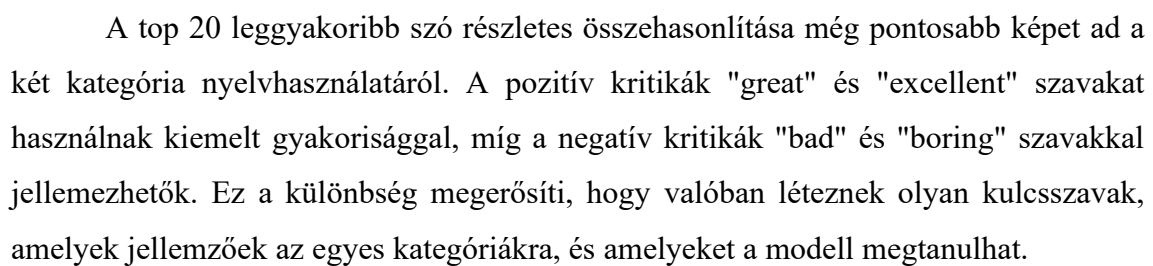 A top 20 leggyakoribb szó részletes összehasonlítása még pontosabb képet ad a
két kategória nyelvhasználatáról. A pozitív kritikák "great" és "excellent" szavakat
használnak kiemelt gyakorisággal, míg a negatív kritikák "bad" és "boring" szavakkal
jellemezhetők. Ez a különbség megerősíti, hogy valóban léteznek olyan kulcsszavak,
amelyek jellemzőek az egyes kategóriákra, és amelyeket a modell megtanulhat.